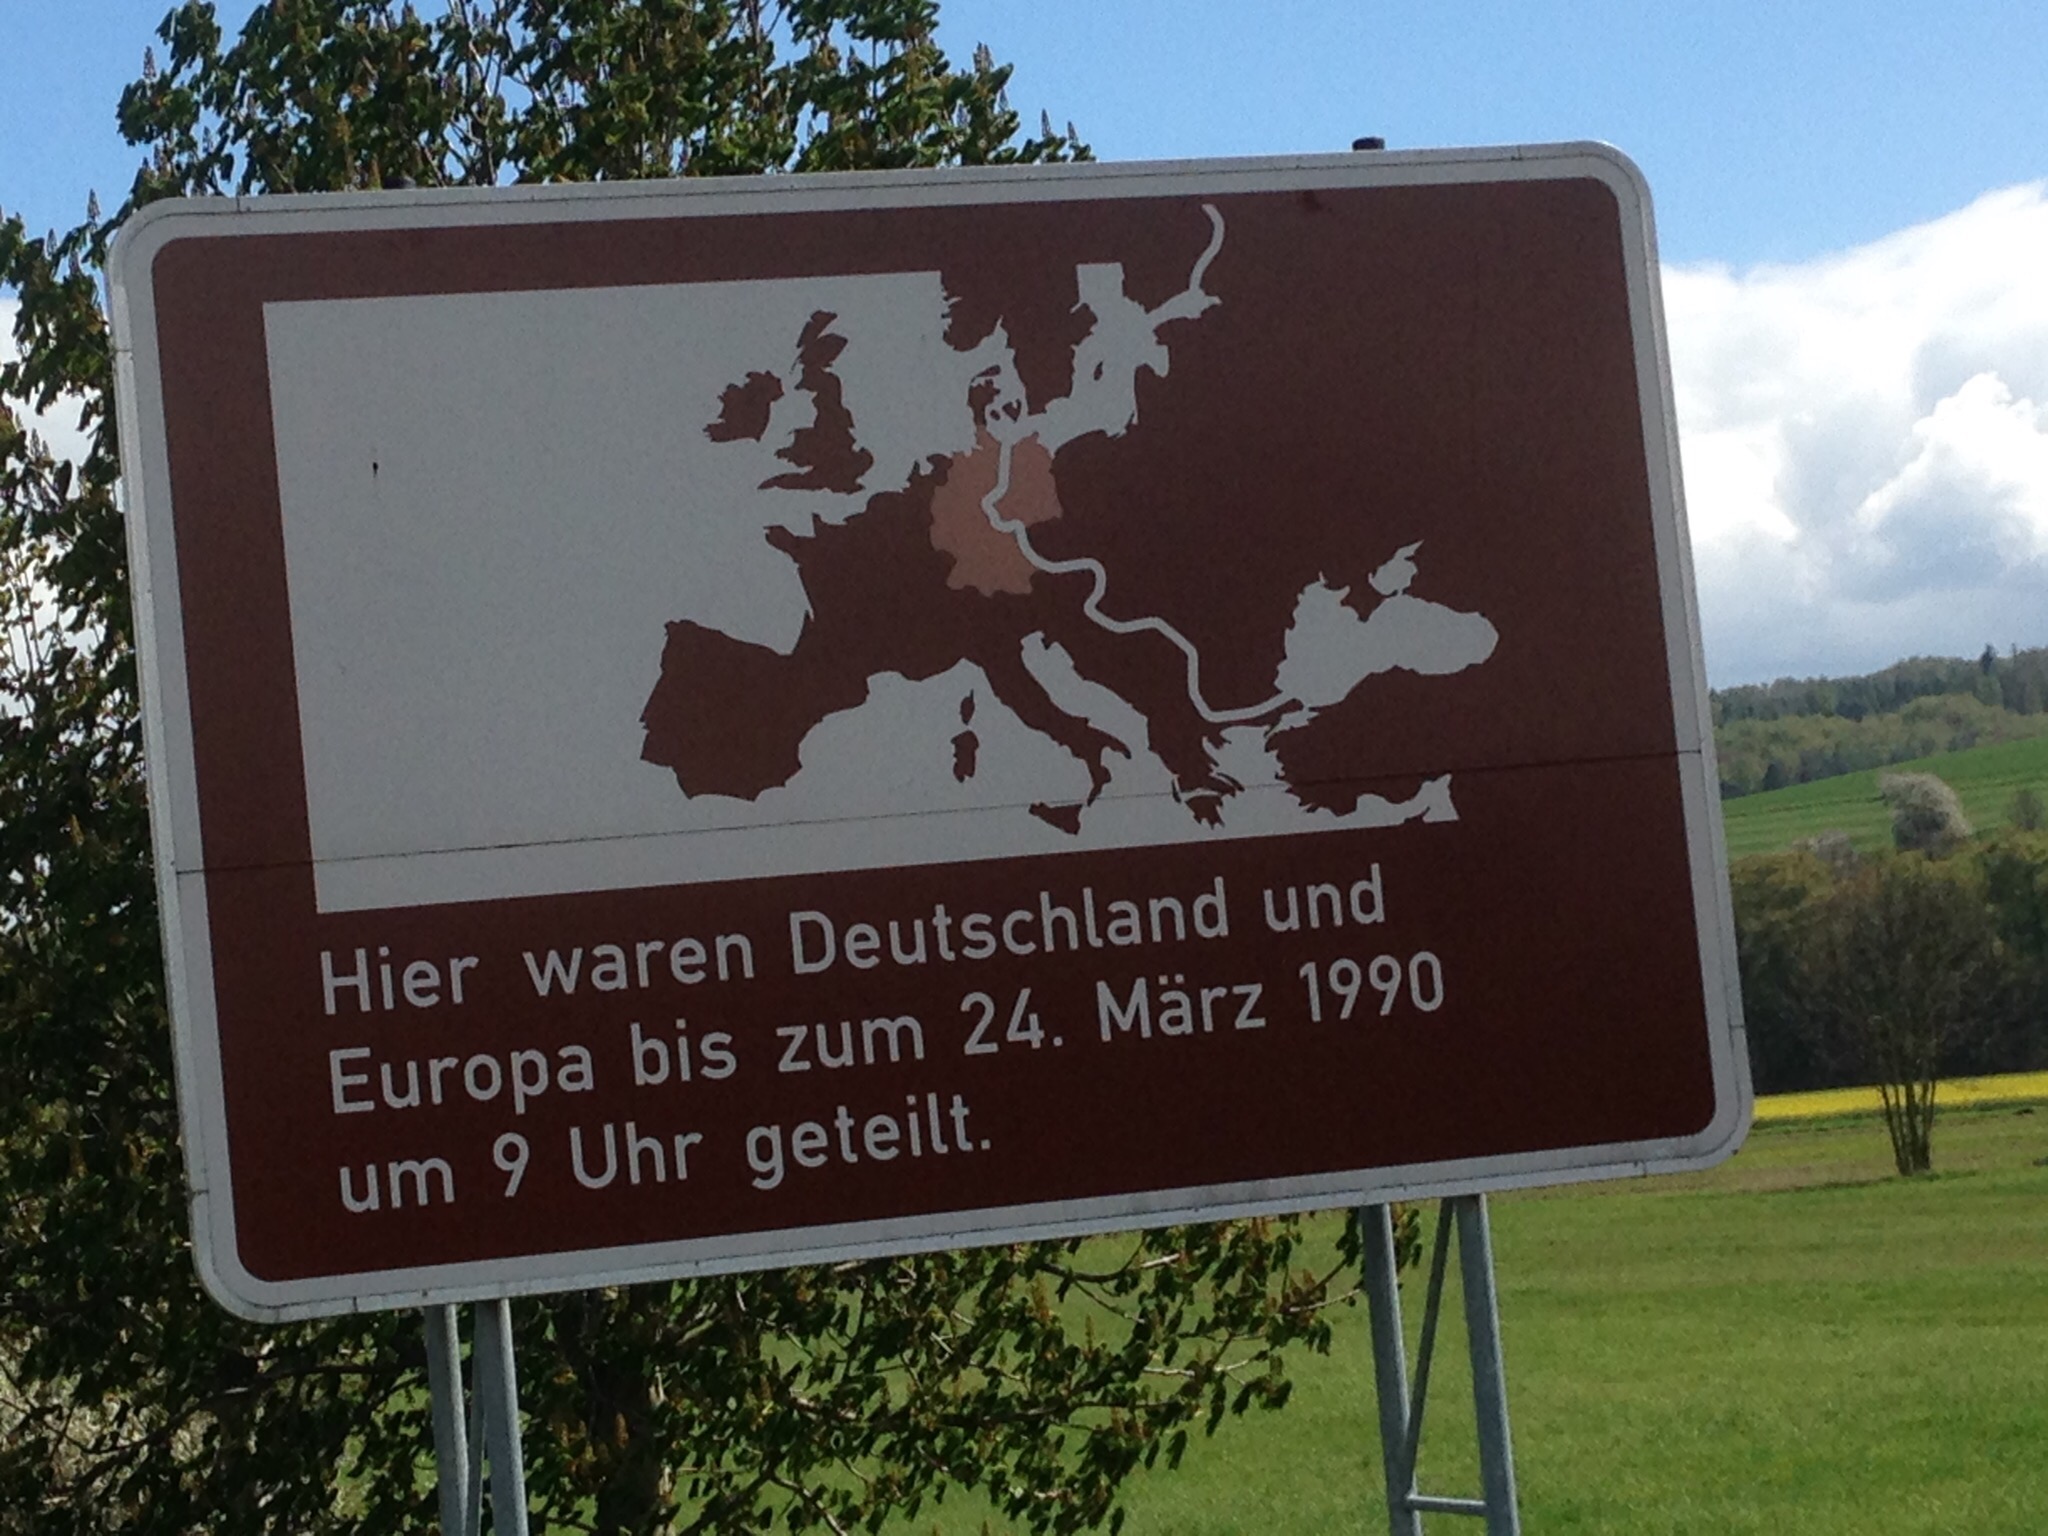 Hier waren Deutschland und
Europa bis zum 24. März 1990
um 9 Uhr geteilt.